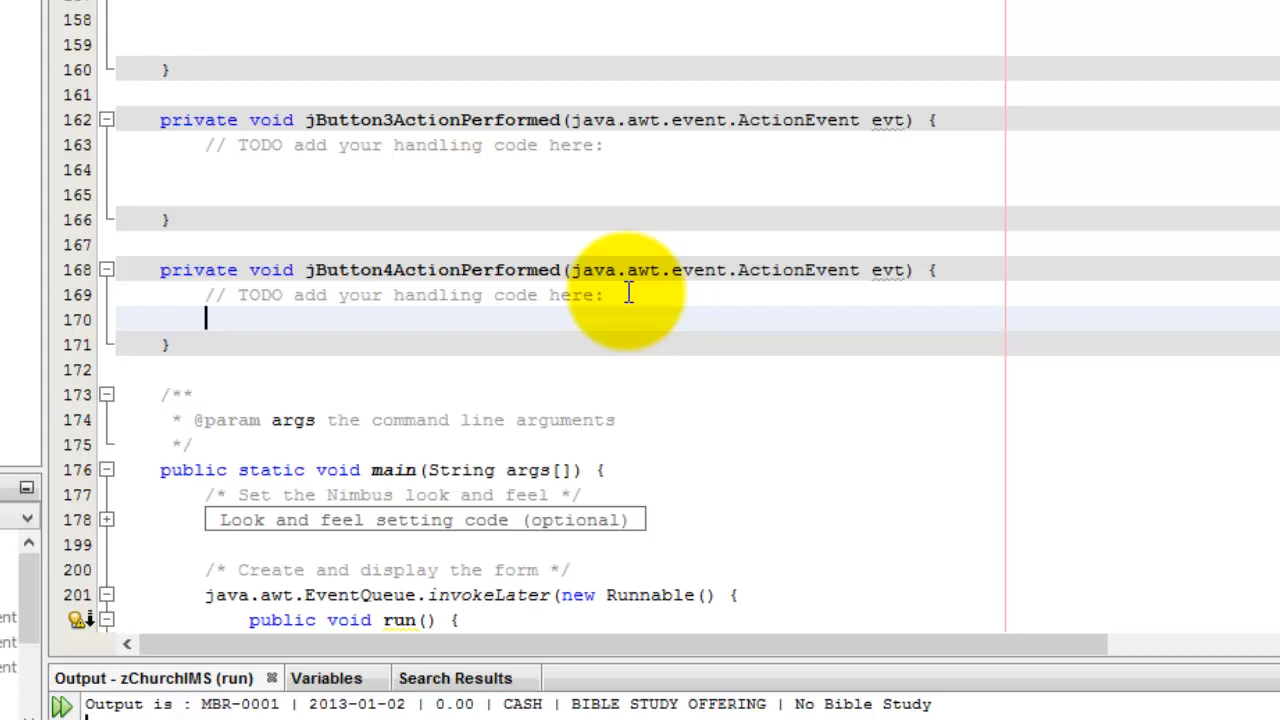 158
159
160 }
161
162 private void jButton3ActionPerformed(java.awt.event.ActionEvent evt) {
163 // TODO add your handling code here:
164
165
166 }
167
168 private void jButton4ActionPerformed(java.awt.event.ActionEvent evt) {
169 // TODO add your handling code here:
170
171 }
172
173 /**
174 * @param args the command line arguments
175 */
176 public static void main(String args[]) {
177 /* Set the Nimbus look and feel */
178 Look and feel setting code (optional)
199
200 /* Create and display the form */
201 java.awt.EventQueue.invokeLater(new Runnable() {
public void run() {
ent
ent
ent
Output - zChurchIMS (run) Variables Search Results
Output is : MBR-0001 | 2013-01-02 | 0.00 | CASH | BIBLE STUDY OFFERING | No Bible Study